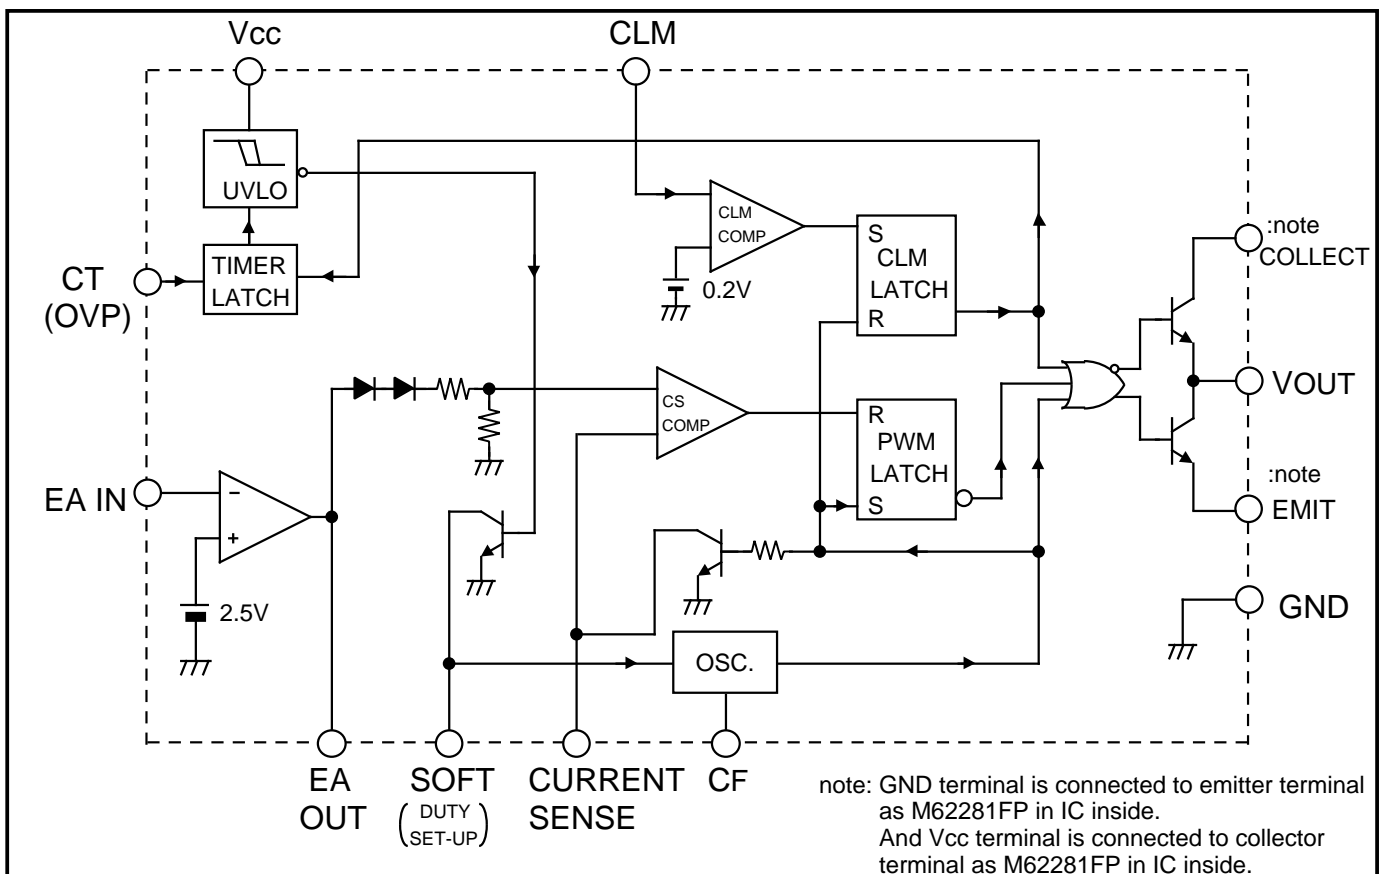 Vcc
CLM
UVLO
TIMER
LATCH
CT
(OVP)
CLM
COMP
0.2V
S
CLM
LATCH
R
:note
COLLECT
VOUT
CS
COMP
R
PWM
LATCH
S
EA IN
−
+
2.5V
:note
EMIT
GND
OSC.
EA
OUT
SOFT
(DUTY
SET-UP)
CURRENT
SENSE
CF
note: GND terminal is connected to emitter terminal
as M62281FP in IC inside.
And Vcc terminal is connected to collector
terminal as M62281FP in IC inside.